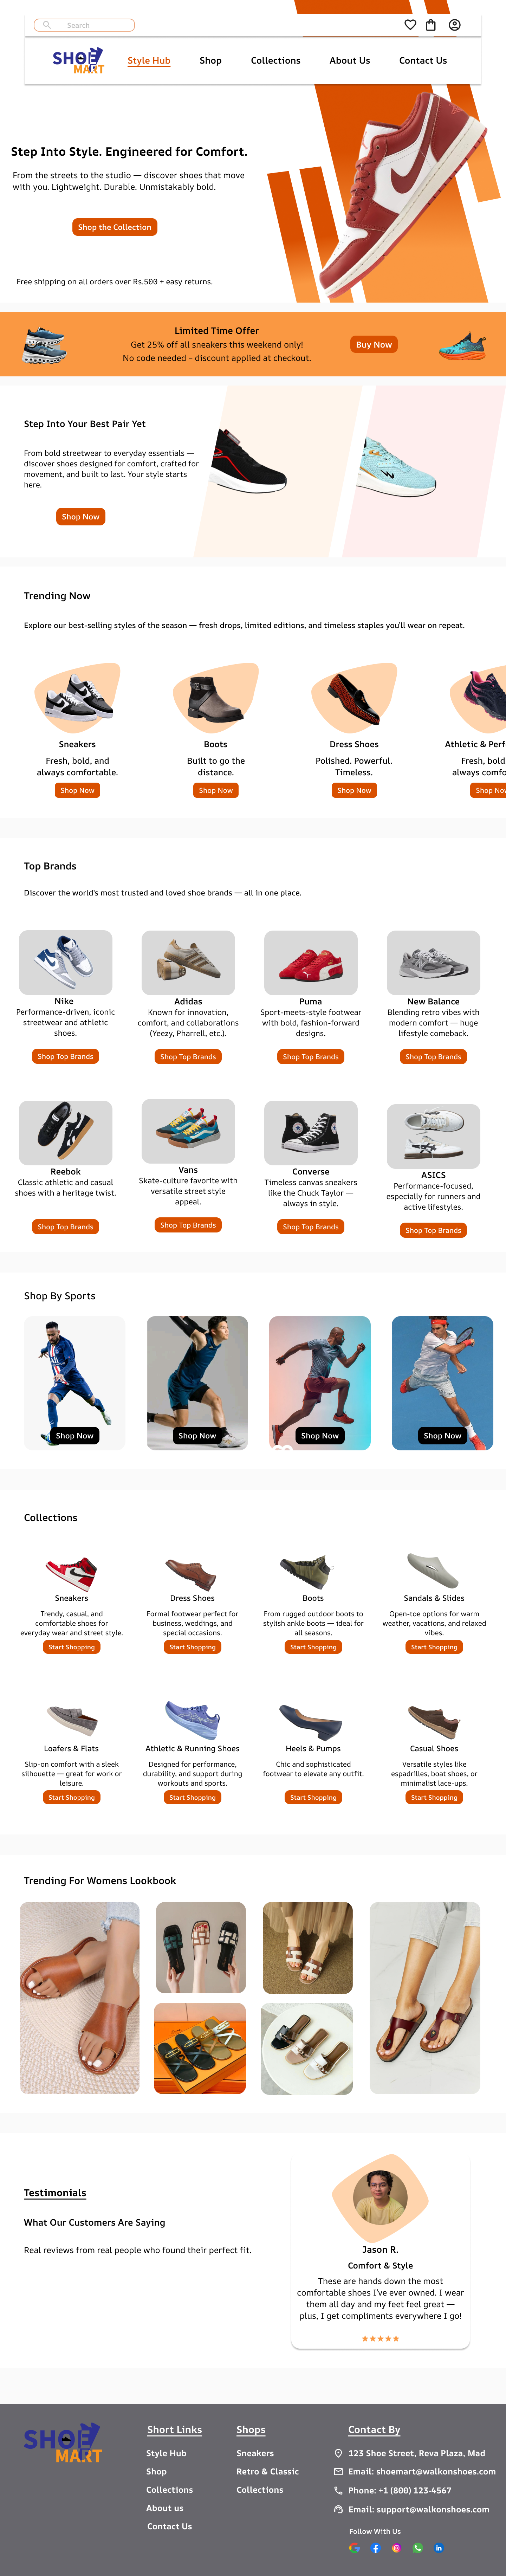 Search
SHOE
MART
Style Hub
Shop
Collections
About Us
Contact Us
Step Into Style. Engineered for Comfort.
From the streets to the studio — discover shoes that move
with you. Lightweight. Durable. Unmistakably bold.
Shop the Collection
Free shipping on all orders over Rs.500 + easy returns.
Limited Time Offer
Get 25% off all sneakers this weekend only!
No code needed – discount applied at checkout.
Buy Now
Step Into Your Best Pair Yet
From bold streetwear to everyday essentials —
discover shoes designed for comfort, crafted for
movement, and built to last. Your style starts
here.
Shop Now
Trending Now
Explore our best-selling styles of the season — fresh drops, limited editions, and timeless staples you'll wear on repeat.
Sneakers
Fresh, bold, and
always comfortable.
Shop Now
Boots
Built to go the
distance.
Shop Now
Dress Shoes
Polished. Powerful.
Timeless.
Shop Now
Athletic & Perf
Fresh, bold
always comfo
Shop Now
Top Brands
Discover the world's most trusted and loved shoe brands — all in one place.
Nike
Performance-driven, iconic
streetwear and athletic
shoes.
Shop Top Brands
Adidas
Known for innovation,
comfort, and collaborations
(Yeezy, Pharrell, etc.).
Shop Top Brands
Puma
Sport-meets-style footwear
with bold, fashion-forward
designs.
Shop Top Brands
New Balance
Blending retro vibes with
modern comfort — huge
lifestyle comeback.
Shop Top Brands
Reebok
Classic athletic and casual
shoes with a heritage twist.
Shop Top Brands
Vans
Skate-culture favorite with
versatile street style
appeal.
Shop Top Brands
Converse
Timeless canvas sneakers
like the Chuck Taylor —
always in style.
Shop Top Brands
ASICS
Performance-focused,
especially for runners and
active lifestyles.
Shop Top Brands
Shop By Sports
Shop Now
Shop Now
Shop Now
Shop Now
Collections
Sneakers
Trendy, casual, and
comfortable shoes for
everyday wear and street style.
Start Shopping
Dress Shoes
Formal footwear perfect for
business, weddings, and
special occasions.
Start Shopping
Boots
From rugged outdoor boots to
stylish ankle boots — ideal for
all seasons.
Start Shopping
Sandals & Slides
Open-toe options for warm
weather, vacations, and relaxed
vibes.
Start Shopping
Loafers & Flats
Slip-on comfort with a sleek
silhouette — great for work or
leisure.
Start Shopping
Athletic & Running Shoes
Designed for performance,
durability, and support during
workouts and sports.
Start Shopping
Heels & Pumps
Chic and sophisticated
footwear to elevate any outfit.
Start Shopping
Casual Shoes
Versatile styles like
espadrilles, boat shoes, or
minimalist lace-ups.
Start Shopping
Trending For Womens Lookbook
Testimonials
What Our Customers Are Saying
Real reviews from real people who found their perfect fit.
Jason R.
Comfort & Style
These are hands down the most
comfortable shoes I've ever owned. I wear
them all day and my feet feel great —
plus, I get compliments everywhere I go!
SHOE
MART
Short Links
Style Hub
Shop
Collections
About us
Contact Us
Shops
Sneakers
Retro & Classic
Collections
Contact By
123 Shoe Street, Reva Plaza, Mad
Email: shoemart@walkonshoes.com
Phone: +1 (800) 123-4567
Email: support@walkonshoes.com
Follow With Us